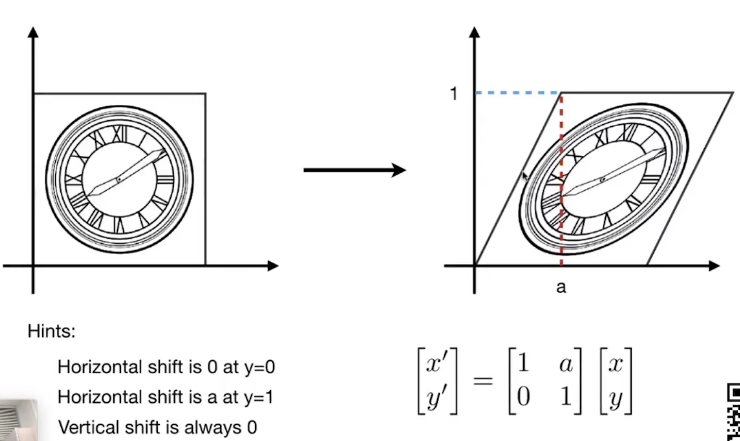 1
a
Hints:
Horizontal shift is 0 at y=0
Horizontal shift is a at y=1
Vertical shift is always 0
[x′ y′] = [1 a 0 1] [x y]